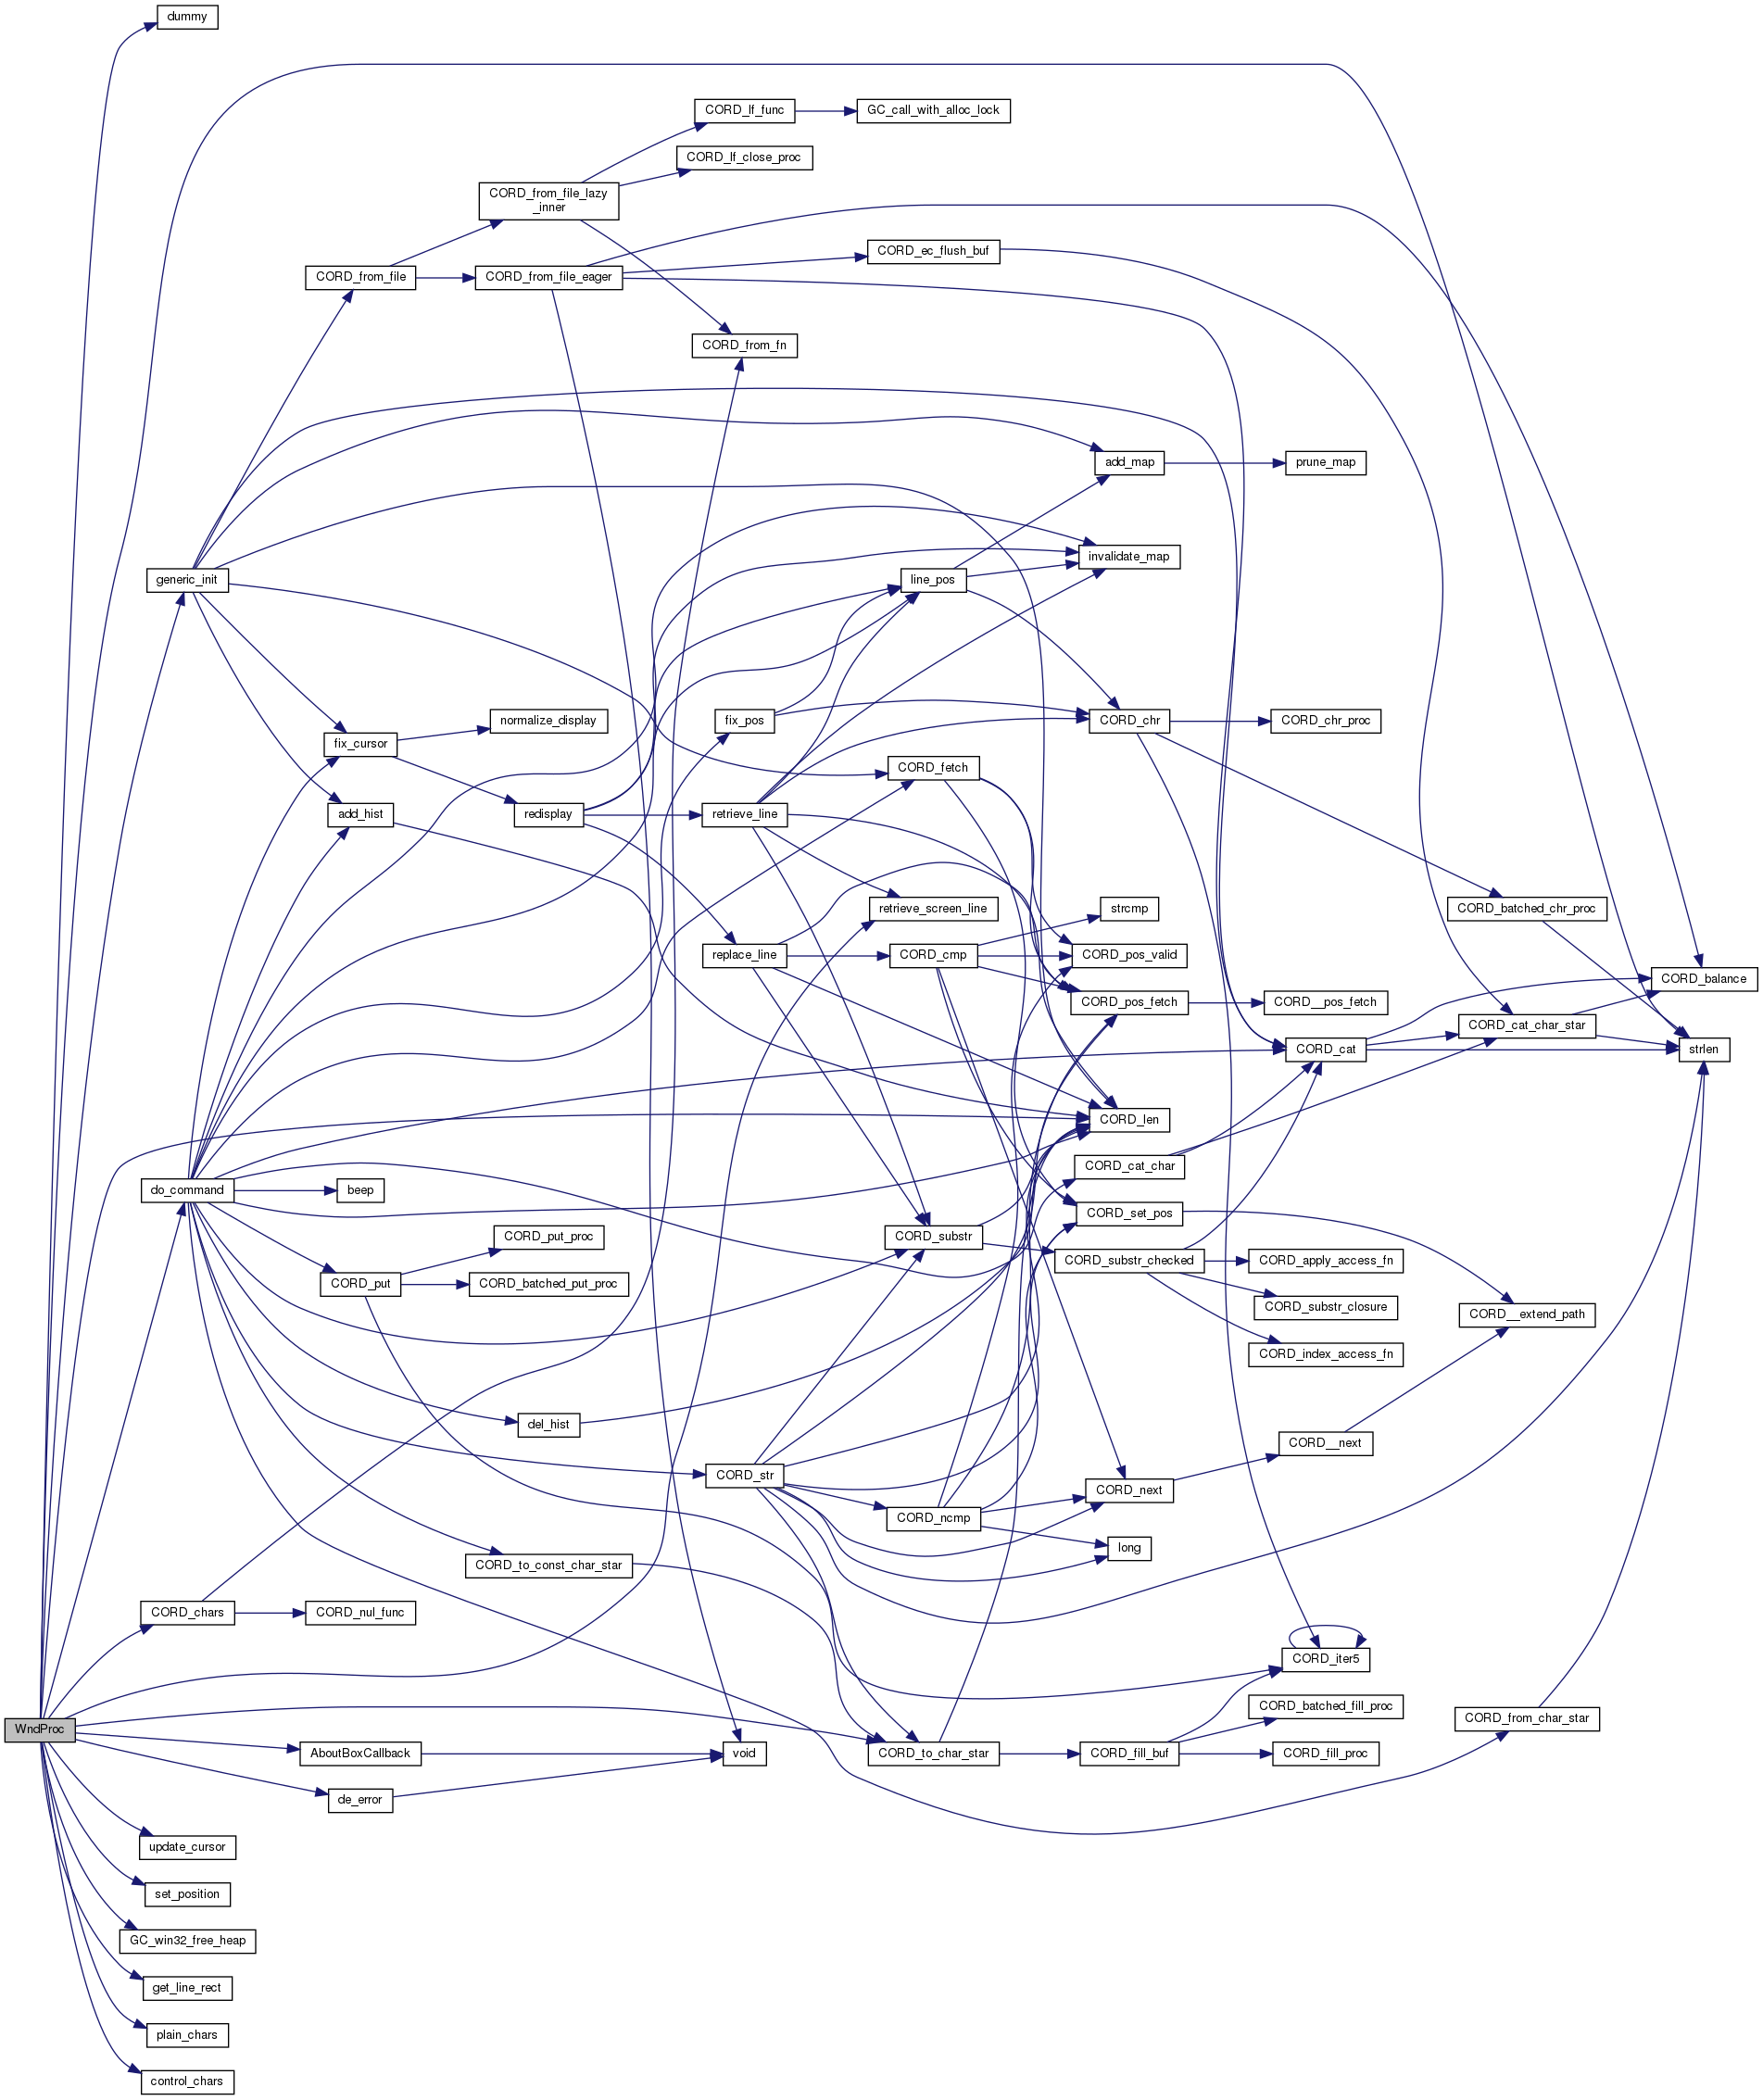 dummy
CORD_lf_func
GC_call_with_alloc_lock
CORD_lf_close_proc
CORD_from_file_lazy
_inner
CORD_ec_flush_buf
CORD_from_file
CORD_from_file_eager
CORD_from_fn
add_map
prune_map
invalidate_map
generic_init
line_pos
normalize_display
fix_pos
CORD_chr
CORD_chr_proc
fix_cursor
CORD_fetch
add_hist
redisplay
retrieve_line
retrieve_screen_line
strcmp
CORD_batched_chr_proc
replace_line
CORD_cmp
CORD_pos_valid
CORD_balance
CORD_pos_fetch
CORD__pos_fetch
CORD_cat_char_star
CORD_cat
strlen
CORD_len
CORD_cat_char
do_command
beep
CORD_set_pos
CORD_put_proc
CORD_substr
CORD_substr_checked
CORD_apply_access_fn
CORD_put
CORD_batched_put_proc
CORD_substr_closure
CORD__extend_path
CORD_index_access_fn
del_hist
CORD__next
CORD_str
CORD_next
CORD_ncmp
long
CORD_to_const_char_star
CORD_chars
CORD_nul_func
CORD_iter5
CORD_batched_fill_proc
CORD_from_char_star
WndProc
AboutBoxCallback
void
CORD_to_char_star
CORD_fill_buf
CORD_fill_proc
de_error
update_cursor
set_position
GC_win32_free_heap
get_line_rect
plain_chars
control_chars